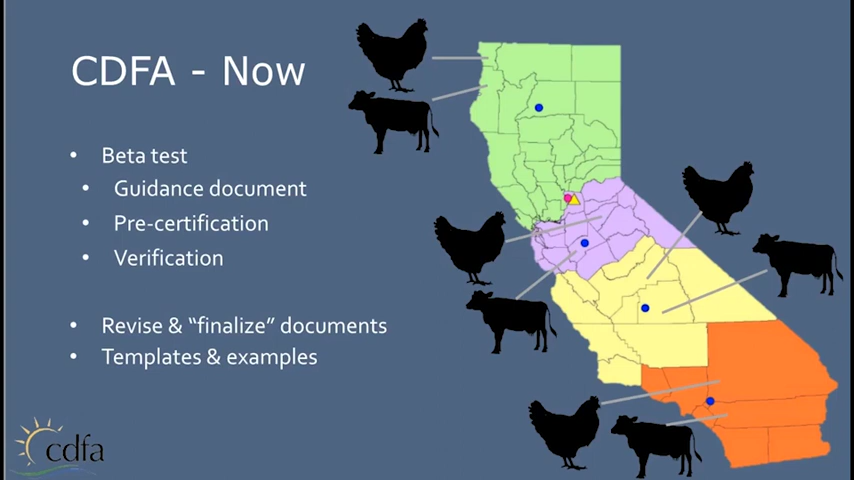 CDFA - Now
• Beta test
• Guidance document
• Pre-certification
• Verification
• Revise & “finalize” documents
• Templates & examples
cdfa